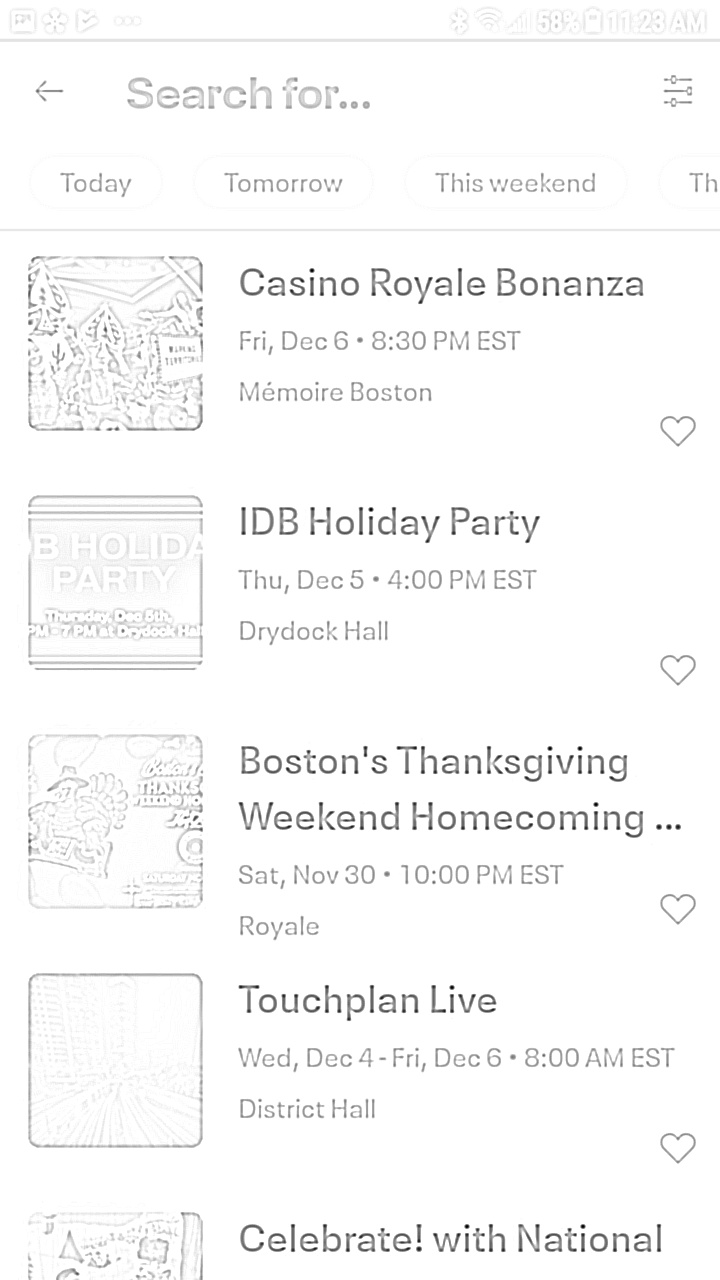 58% 11:23 AM
Search for...
Today Tomorrow This weekend Th
Casino Royale Bonanza
Fri, Dec 6 • 8:30 PM EST
Mémoire Boston
B HOLIDA
PARTY
Thursday, Dec 5th,
PM - 7 PM at Drydock Hall
IDB Holiday Party
Thu, Dec 5 • 4:00 PM EST
Drydock Hall
THANKS
Boston's Thanksgiving
Weekend Homecoming ...
Sat, Nov 30 • 10:00 PM EST
Royale
Touchplan Live
Wed, Dec 4 - Fri, Dec 6 • 8:00 AM EST
District Hall
Celebrate! with National